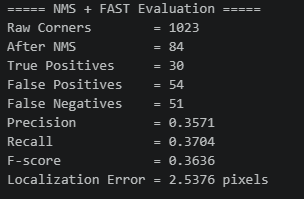 ===== NMS + FAST Evaluation =====
Raw Corners = 1023
After NMS = 84
True Positives = 30
False Positives = 54
False Negatives = 51
Precision = 0.3571
Recall = 0.3704
F-score = 0.3636
Localization Error = 2.5376 pixels